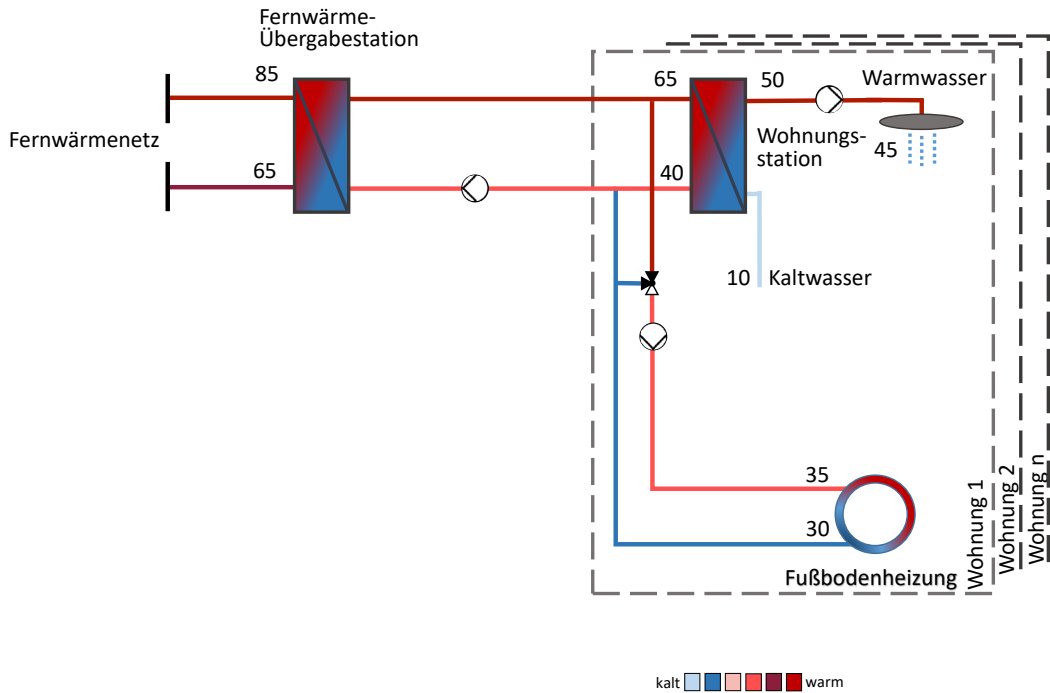 Fernwärme-
Übergabestation
85
65
50
Warmwasser
Fernwärmenetz
Wohnungs-
station
45
65
40
10
Kaltwasser
35
30
Fußbodenheizung
Wohnung 1
Wohnung 2
Wohnung n
kalt
warm